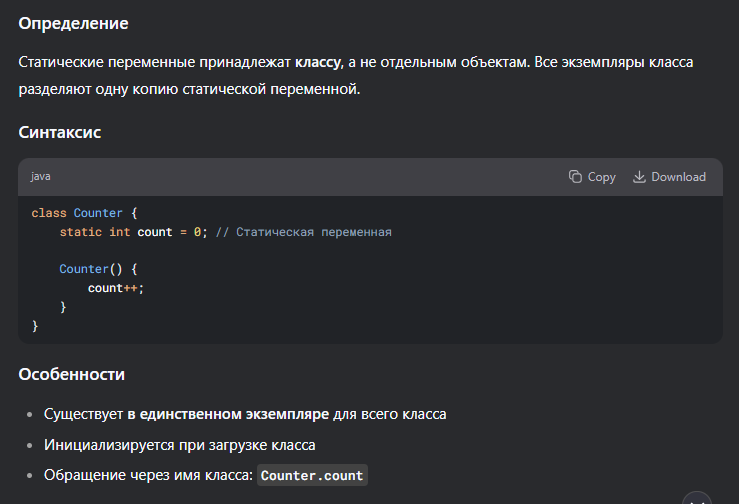 Определение
Статические переменные принадлежат классу, а не отдельным объектам. Все экземпляры класса
разделяют одну копию статической переменной.
Синтаксис
java Copy Download
class Counter {
    static int count = 0; // Статическая переменная

    Counter() {
        count++;
    }
}
Особенности
• Существует в единственном экземпляре для всего класса
• Инициализируется при загрузке класса
• Обращение через имя класса: Counter.count